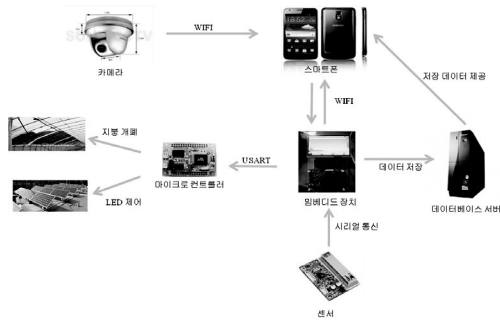 WIFI
카메라
스마트폰
저장 데이터 제공
WIFI
지붕 개폐
USART
데이터 저장
마이크로 컨트롤러
임베디드 장치
LED 제어
데이터베이스 서버
시리얼 통신
센서